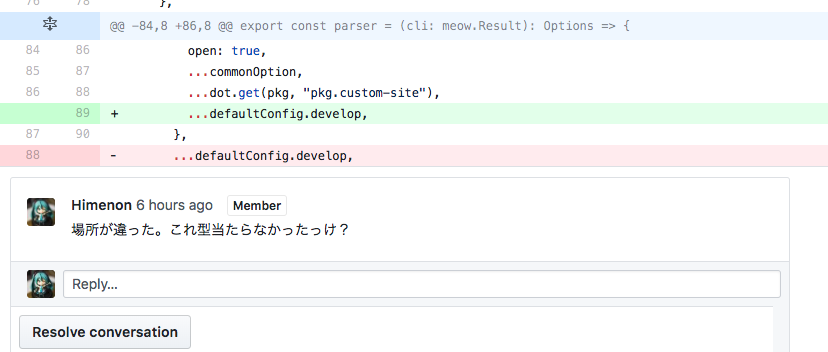 76 78 },
@@ -84,8 +86,8 @@ export const parser = (cli: meow.Result): Options => {
84 86 open: true,
85 87 ...commonOption,
86 88 ...dot.get(pkg, "pkg.custom-site"),
89 + ...defaultConfig.develop,
87 90 },
88 - ...defaultConfig.develop,
Himenon 6 hours ago Member
場所が違った。これ型当たらなかったっけ？
Reply...
Resolve conversation